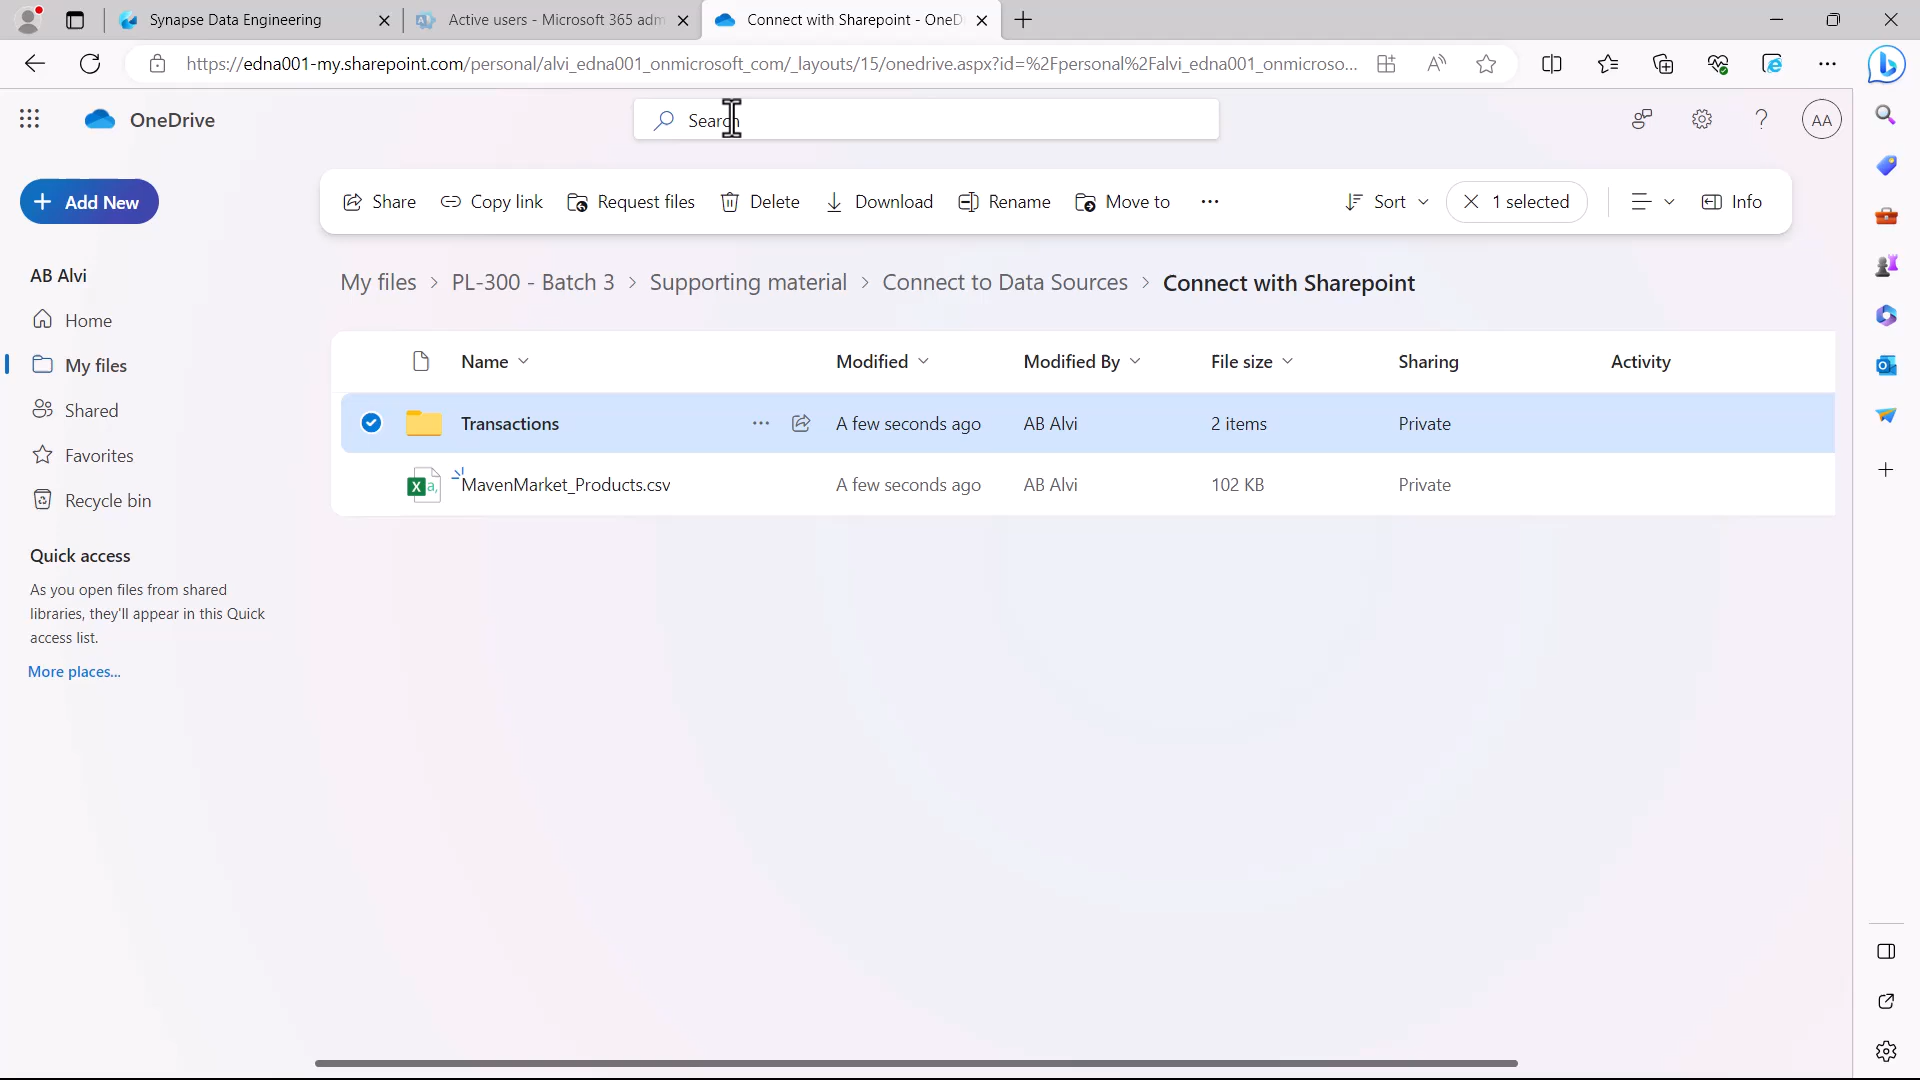 Synapse Data Engineering
Active users - Microsoft 365 adm
Connect with Sharepoint - OneD
https://edna001-my.sharepoint.com/personal/alvi_edna001_onmicrosoft_com/_layouts/15/onedrive.aspx?id=%2Fpersonal%2Falvi_edna001_onmicroso...
OneDrive
Search
AA
Add New
Share
Copy link
Request files
Delete
Download
Rename
Move to
Sort
1 selected
Info
AB Alvi
Home
My files
Shared
Favorites
Recycle bin
Quick access
As you open files from shared
libraries, they'll appear in this Quick
access list.
More places...
My files > PL-300 - Batch 3 > Supporting material > Connect to Data Sources > Connect with Sharepoint
Name Modified Modified By File size Sharing Activity
Transactions A few seconds ago AB Alvi 2 items Private
MavenMarket_Products.csv A few seconds ago AB Alvi 102 KB Private